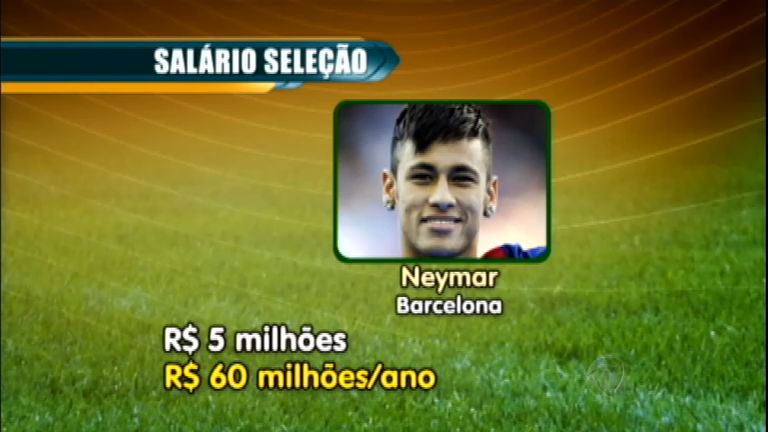 SALÁRIO SELEÇÃO
Neymar
Barcelona
R$ 5 milhões
R$ 60 milhões/ano